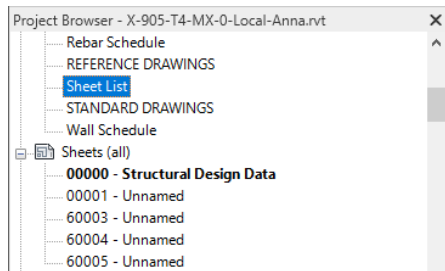 Project Browser - X-905-T4-MX-0-Local-Anna.rvt
Rebar Schedule
REFERENCE DRAWINGS
Sheet List
STANDARD DRAWINGS
Wall Schedule
Sheets (all)
00000 - Structural Design Data
00001 - Unnamed
60003 - Unnamed
60004 - Unnamed
60005 - Unnamed